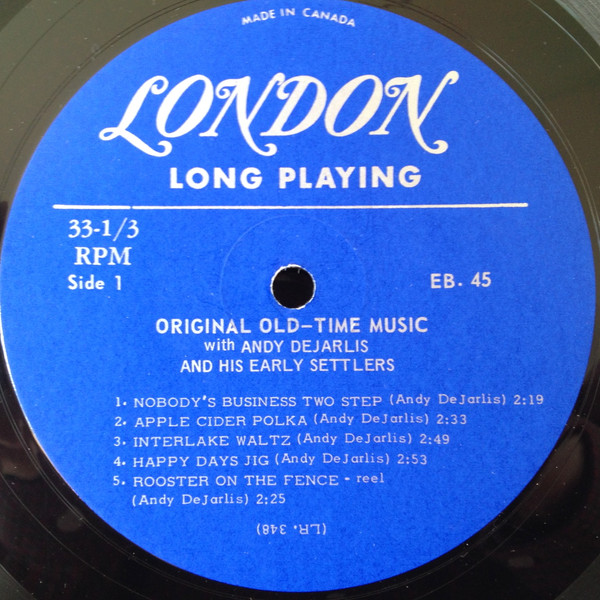 MADE IN CANADA
LONDON
LONG PLAYING
33-1/3
RPM
Side 1
EB. 45
ORIGINAL OLD-TIME MUSIC
with ANDY DEJARLIS
AND HIS EARLY SETTLERS
1. NOBODY'S BUSINESS TWO STEP (Andy DeJarlis) 2:19
2. APPLE CIDER POLKA (Andy DeJarlis) 2:33
3. INTERLAKE WALTZ (Andy DeJarlis) 2:49
4. HAPPY DAYS JIG (Andy DeJarlis) 2:53
5. ROOSTER ON THE FENCE - reel
(Andy DeJarlis) 2:25
(LR. 348)